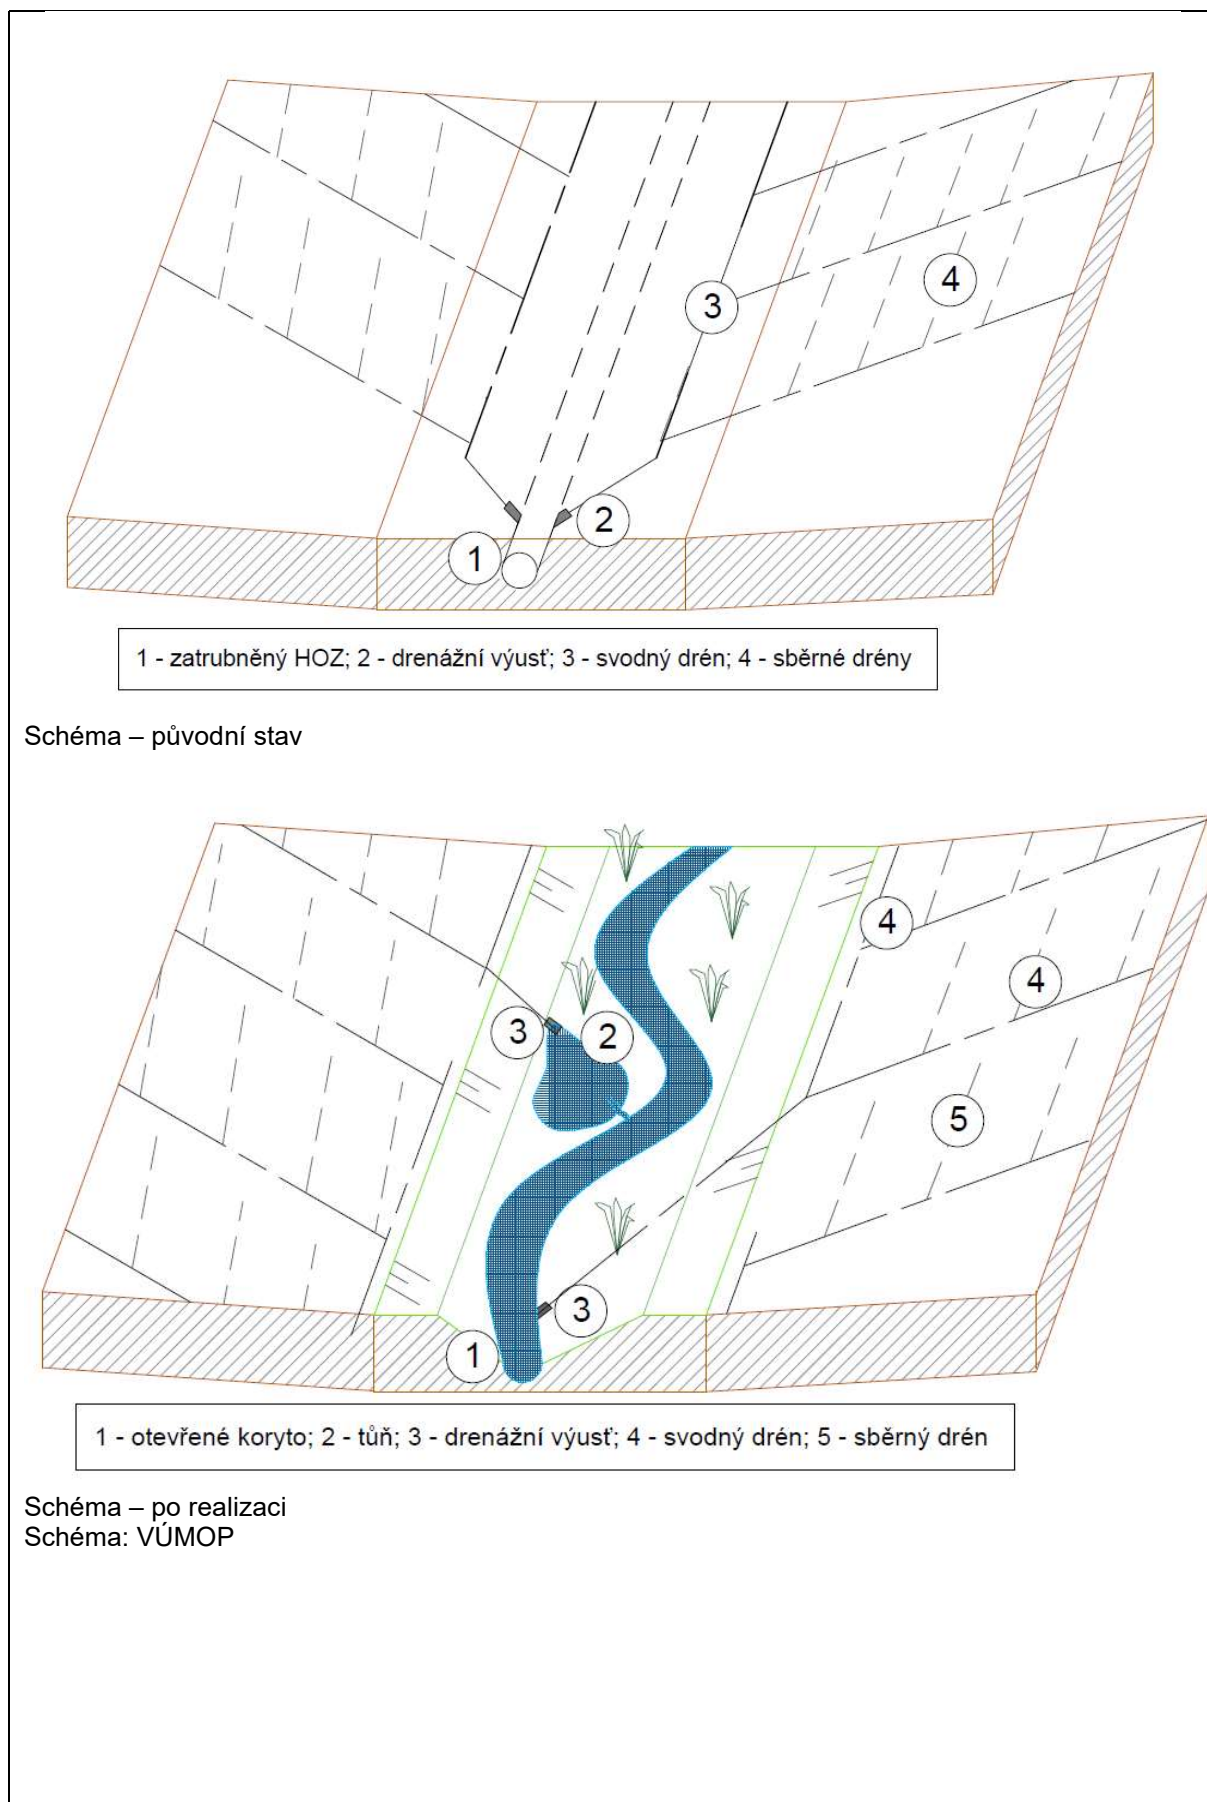 3
4
2
1
1 - zatrubněný HOZ; 2 - drenážní výusť; 3 - svodný drén; 4 - sběrné drény
Schéma – původní stav
4
4
3
2
5
3
1
1 - otevřené koryto; 2 - tůň; 3 - drenážní výusť; 4 - svodný drén; 5 - sběrný drén
Schéma – po realizaci
Schéma: VÚMOP